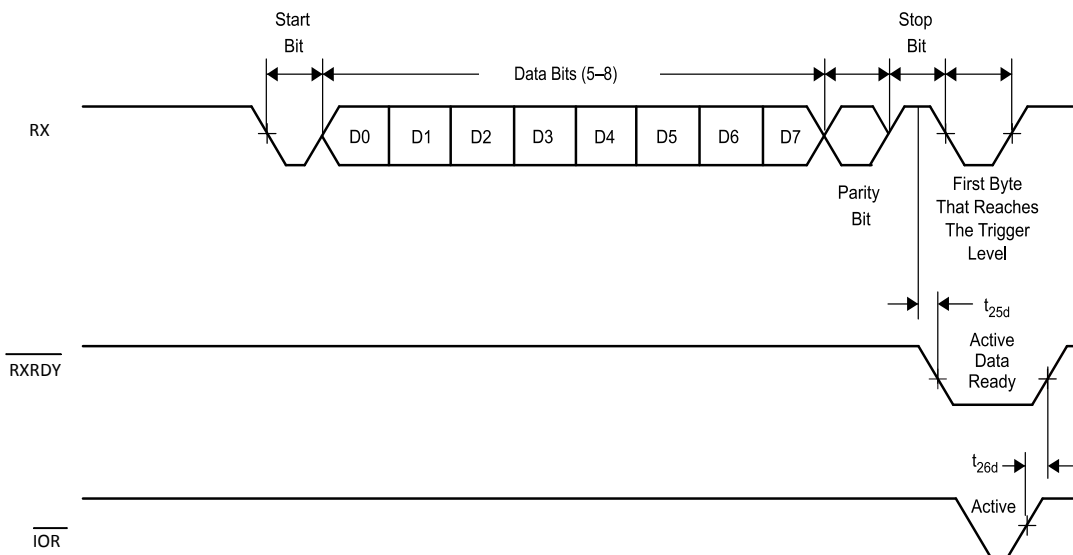 Start
Bit
Stop
Bit
Data Bits (5–8)
RX
D0 D1 D2 D3 D4 D5 D6 D7
Parity
Bit
First Byte
That Reaches
The Trigger
Level
t25d
RXRDY
Active
Data
Ready
t26d
IOR
Active